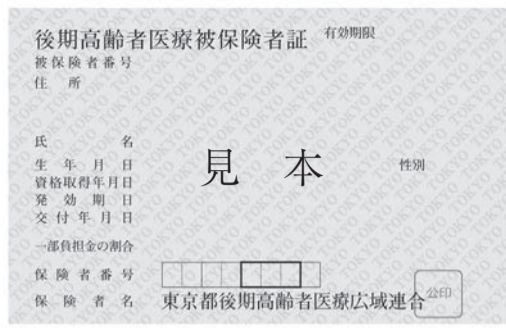 後期高齢者医療被保険者証 有効期限
被保険者番号
住所
氏名
見本
生年月日 性別
資格取得年月日
発効期日
交付年月日
一部負担金の割合
保険者番号
保険者名 東京都後期高齢者医療広域連合 公印
TOKYO TOKYO TOKYO